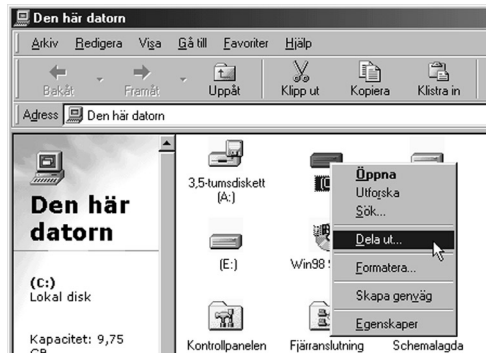 Den här datorn
Arkiv Redigera Visa Gå till Favoriter Hjälp
Bakåt Framåt Uppåt Klipp ut Kopiera Klistra in
Adress Den här datorn
Den här
datorn
(C:)
Lokal disk
Kapacitet: 9,75
GB
3,5-tumsdiskett
(A:)
(E:)
Win98
Kontrollpanelen
Fjärranslutning
Schemalagda
Öppna
Utforska
Sök...
Dela ut...
Formatera...
Skapa genväg
Egenskaper